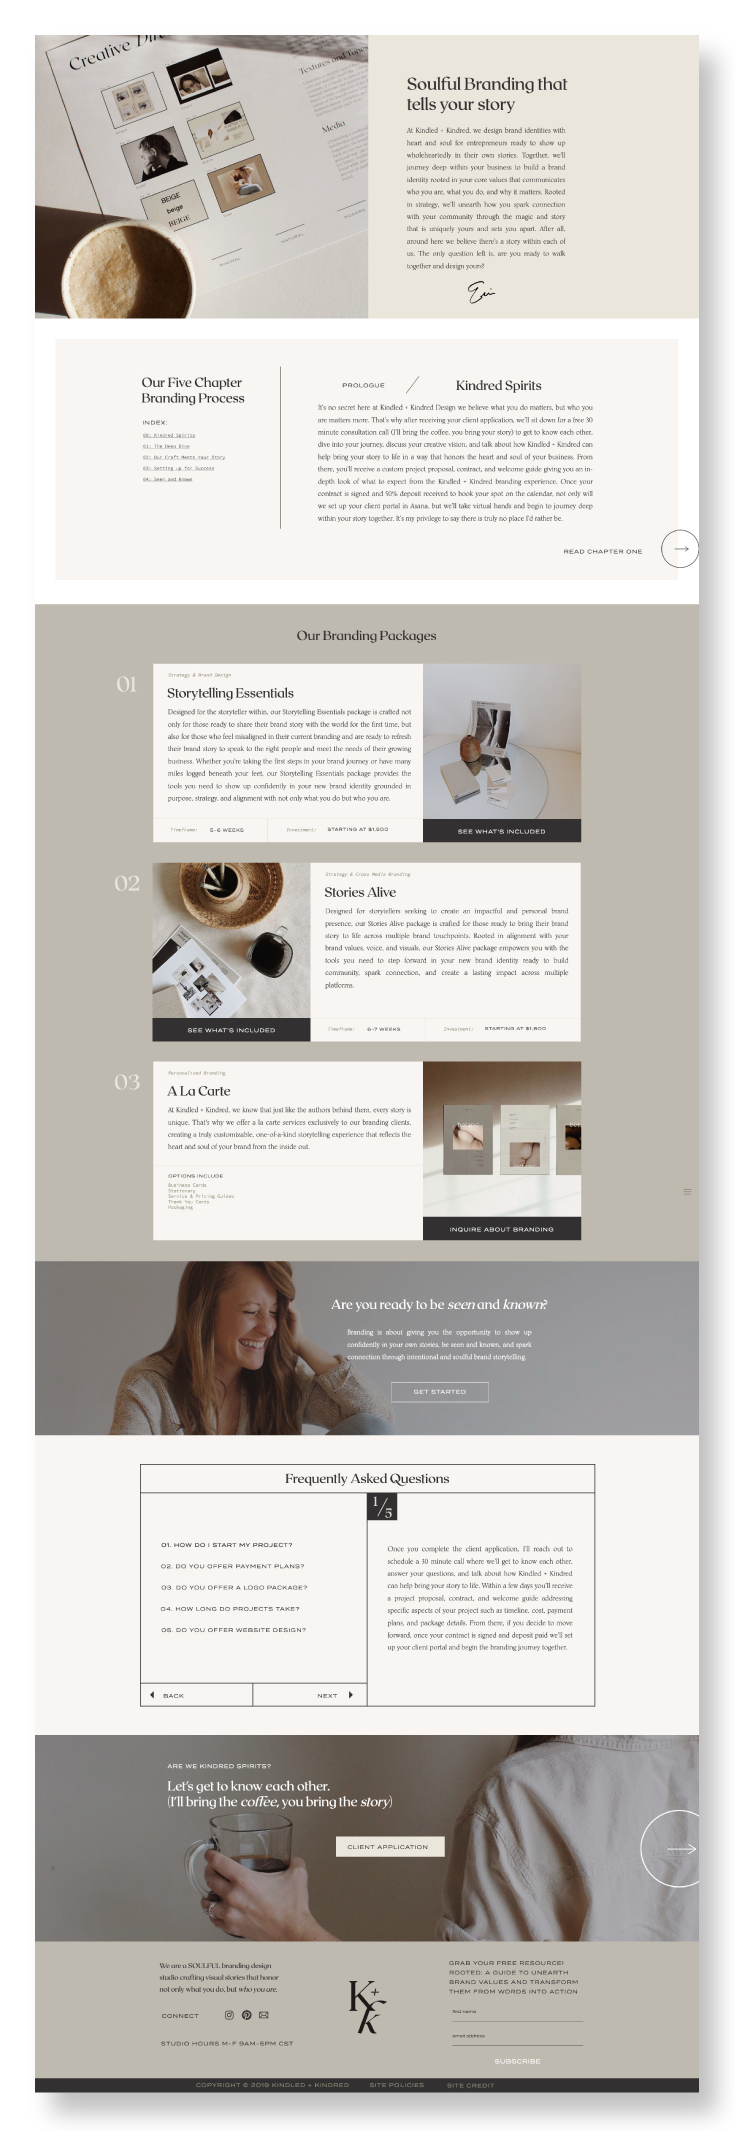 Creative Dir
Textures and Tones
Media
BEIGE
beige
BEIGE
Soulful Branding that
tells your story
At Kindled + Kindred, we design brand identities with
heart and soul for entrepreneurs ready to show up
wholeheartedly in their own stories. Together, we'll
journey deep within your business to build a brand
identity rooted in your core values that communicates
who you are, what you do, and why it matters. Rooted
in strategy, we'll unearth how you spark connection
with your community through the magic and story
that is uniquely yours and sets you apart. After all,
around here we believe there's a story within each of
us. The only question left is, are you ready to walk
together and design yours?
Erin
Our Five Chapter
Branding Process
INDEX:
00: Kindred Spirits
01: The Deep Dive
02: Our Craft Meets Your Story
03: Setting up for Success
04: Seen and Known
PROLOGUE
Kindred Spirits
It's no secret here at Kindled + Kindred Design we believe what you do matters, but who you
are matters more. That's why after receiving your client application, we'll sit down for a free 30
minute consultation call (I'll bring the coffee, you bring your story) to get to know each other,
dive into your journey, discuss your creative vision, and talk about how Kindled + Kindred can
help bring your story to life in a way that honors the heart and soul of your business. From
there, you'll receive a custom project proposal, contract, and welcome guide giving you an in-
depth look of what to expect from the Kindled + Kindred branding experience. Once your
contract is signed and 50% deposit received to book your spot on the calendar, not only will
we set up your client portal in Asana, but we'll take virtual hands and begin to journey deep
within your story together. It's my privilege to say there is truly no place I'd rather be.
READ CHAPTER ONE
Our Branding Packages
01
Strategy & Brand Design
Storytelling Essentials
Designed for the storyteller within, our Storytelling Essentials package is crafted not
only for those ready to share their brand story with the world for the first time, but
also for those who feel misaligned in their current branding and are ready to refresh
their brand story to speak to the right people and meet the needs of their growing
business. Whether you're taking the first steps in your brand journey or have many
miles logged beneath your feet, our Storytelling Essentials package provides the
tools you need to show up confidently in your new brand identity grounded in
purpose, strategy, and alignment with not only what you do but who you are.
Timeframe: 5-6 WEEKS
Investment: STARTING AT $1,500
SEE WHAT'S INCLUDED
02
Strategy & Cross Media Branding
Stories Alive
Designed for storytellers seeking to create an impactful and personal brand
presence, our Stories Alive package is crafted for those ready to bring their brand
story to life across multiple brand touchpoints. Rooted in alignment with your
brand values, voice, and visuals, our Stories Alive package empowers you with the
tools you need to step forward in your new brand identity ready to build
community, spark connection, and create a lasting impact across multiple
platforms.
SEE WHAT'S INCLUDED
Timeframe: 6-7 WEEKS
Investment: STARTING AT $1,800
03
Personalized Branding
A La Carte
At Kindled + Kindred, we know that just like the authors behind them, every story is
unique. That's why we offer a la carte services exclusively to our branding clients,
creating a truly customizable, one-of-a-kind storytelling experience that reflects the
heart and soul of your brand from the inside out.
OPTIONS INCLUDE
Business Cards
Stationary
Service & Pricing Guides
Thank You Cards
Packaging
INQUIRE ABOUT BRANDING
Are you ready to be seen and known?
Branding is about giving you the opportunity to show up
confidently in your own stories, be seen and known, and spark
connection through intentional and soulful brand storytelling.
GET STARTED
Frequently Asked Questions
1/5
01. HOW DO I START MY PROJECT?
02. DO YOU OFFER PAYMENT PLANS?
03. DO YOU OFFER A LOGO PACKAGE?
04. HOW LONG DO PROJECTS TAKE?
05. DO YOU OFFER WEBSITE DESIGN?
Once you complete the client application, I'll reach out to
schedule a 30 minute call where we'll get to know each other,
answer your questions, and talk about how Kindled + Kindred
can help bring your story to life. Within a few days you'll receive
a project proposal, contract, and welcome guide addressing
specific aspects of your project such as timeline, cost, payment
plans, and package details. From there, if you decide to move
forward, once your contract is signed and deposit paid we'll set
up your client portal and begin the branding journey together.
BACK
NEXT
ARE WE KINDRED SPIRITS?
Let's get to know each other.
(I'll bring the coffee, you bring the story)
CLIENT APPLICATION
We are a SOULFUL branding design
studio crafting visual stories that honor
not only what you do, but who you are.
CONNECT
STUDIO HOURS M-F 9AM-5PM CST
K+k
GRAB YOUR FREE RESOURCE!
ROOTED: A GUIDE TO UNEARTH
BRAND VALUES AND TRANSFORM
THEM FROM WORDS INTO ACTION
first name
email address
SUBSCRIBE
COPYRIGHT © 2019 KINDLED + KINDRED
SITE POLICIES
SITE CREDIT